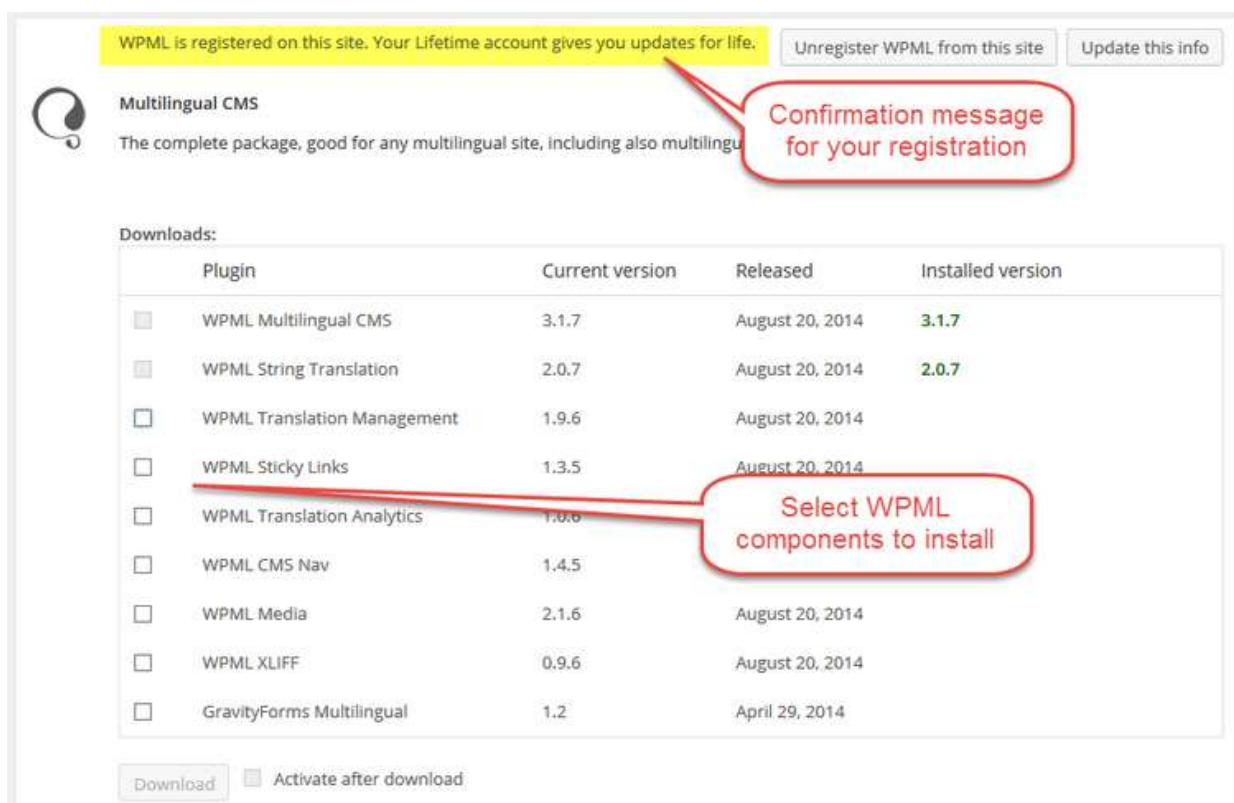 WPML is registered on this site. Your Lifetime account gives you updates for life. Unregister WPML from this site Update this info
Multilingual CMS
The complete package, good for any multilingual site, including also
Confirmation message
for your registration
Downloads:
Plugin Current version Released Installed version
WPML Multilingual CMS 3.1.7 August 20, 2014 3.1.7
WPML String Translation 2.0.7 August 20, 2014 2.0.7
WPML Translation Management 1.9.6 August 20, 2014
WPML Sticky Links 1.3.5 August 20, 2014
WPML Translation Analytics 1.0.6
Select WPML
components to install
WPML CMS Nav 1.4.5
WPML Media 2.1.6 August 20, 2014
WPML XLIFF 0.9.6 August 20, 2014
GravityForms Multilingual 1.2 April 29, 2014
Download Activate after download